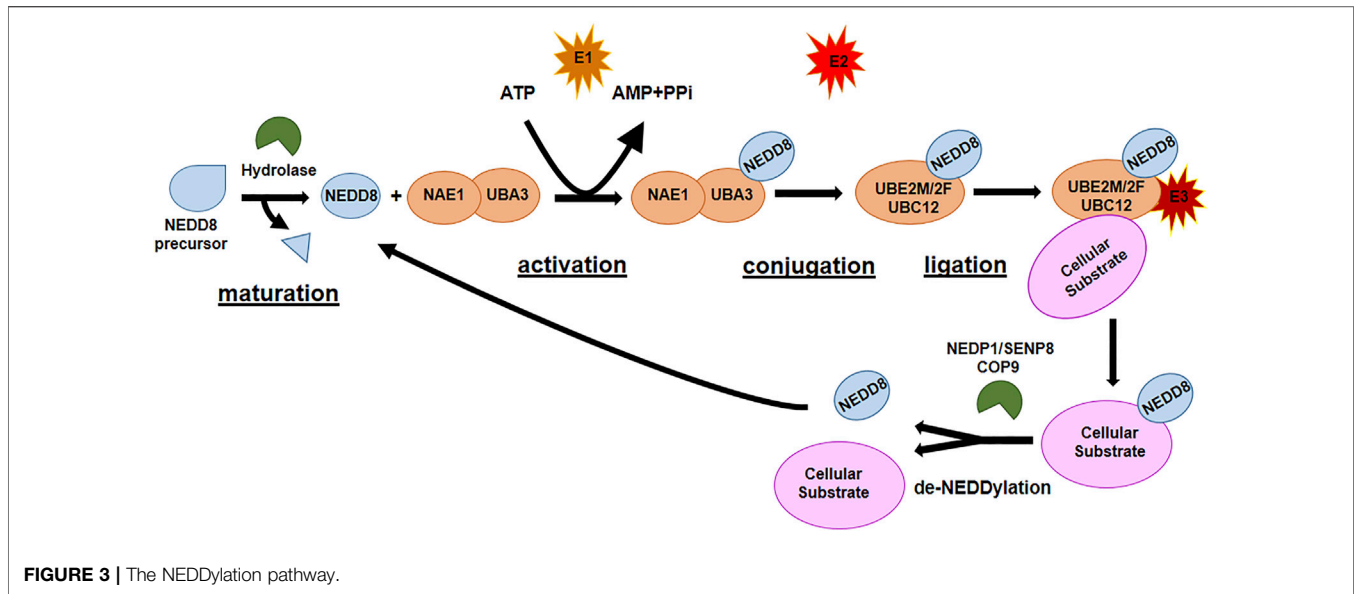 E1
E2
ATP
AMP+PPi
Hydrolase
NEDD8
precursor
NEDD8
+
NAE1
UBA3
NAE1
UBA3
NEDD8
UBE2M/2F
UBC12
NEDD8
UBE2M/2F
UBC12
NEDD8
E3
Cellular
Substrate
maturation
activation
conjugation
ligation
NEDP1/SENP8
COP9
NEDD8
Cellular
Substrate
de-NEDDylation
NEDD8
Cellular
Substrate
FIGURE 3 | The NEDDylation pathway.